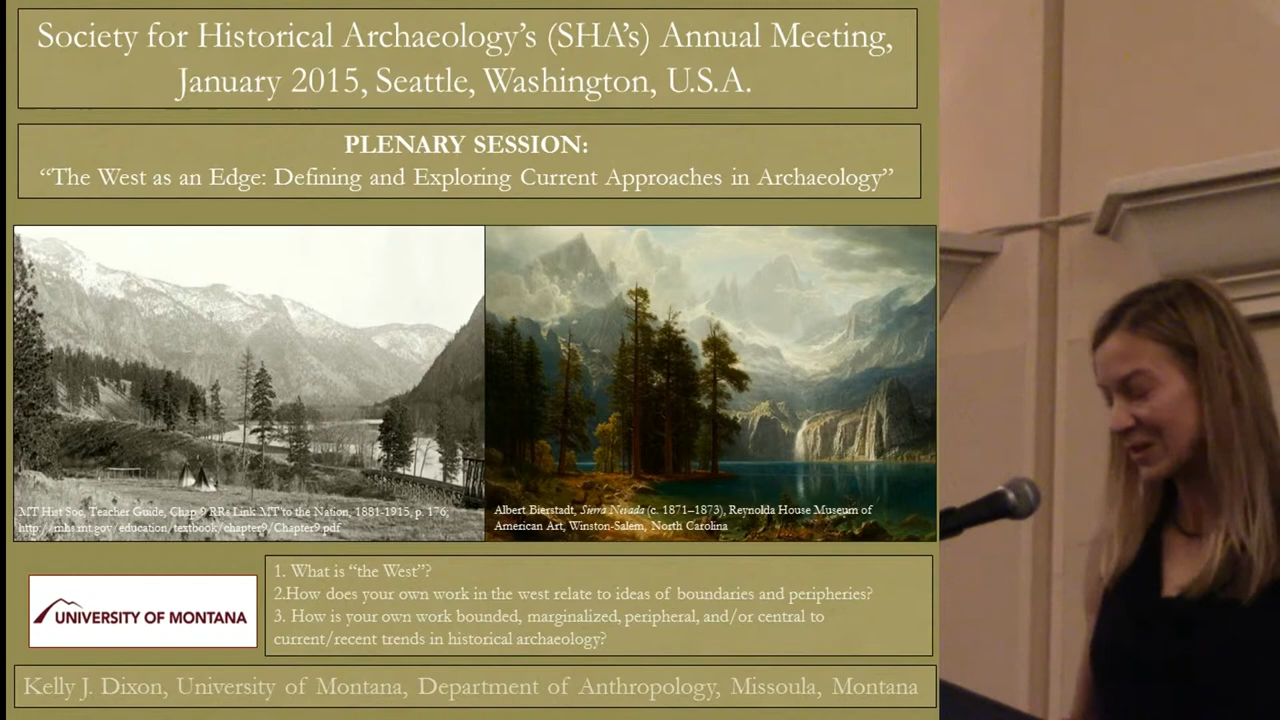 Society for Historical Archaeology’s (SHA’s) Annual Meeting,
January 2015, Seattle, Washington, U.S.A.
PLENARY SESSION:
“The West as an Edge: Defining and Exploring Current Approaches in Archaeology”
MT Hist Soc, Teacher Guide, Chap 9 RRs Link MT to the Nation, 1881-1915, p. 176;
http://mhs.mt.gov/education/textbook/chapter9/Chapter9.pdf
Albert Bierstadt, Sierra Nevada (c. 1871–1873), Reynolda House Museum of
American Art, Winston-Salem, North Carolina
UNIVERSITY OF MONTANA
1. What is “the West”?
2.How does your own work in the west relate to ideas of boundaries and peripheries?
3. How is your own work bounded, marginalized, peripheral, and/or central to
current/recent trends in historical archaeology?
Kelly J. Dixon, University of Montana, Department of Anthropology, Missoula, Montana